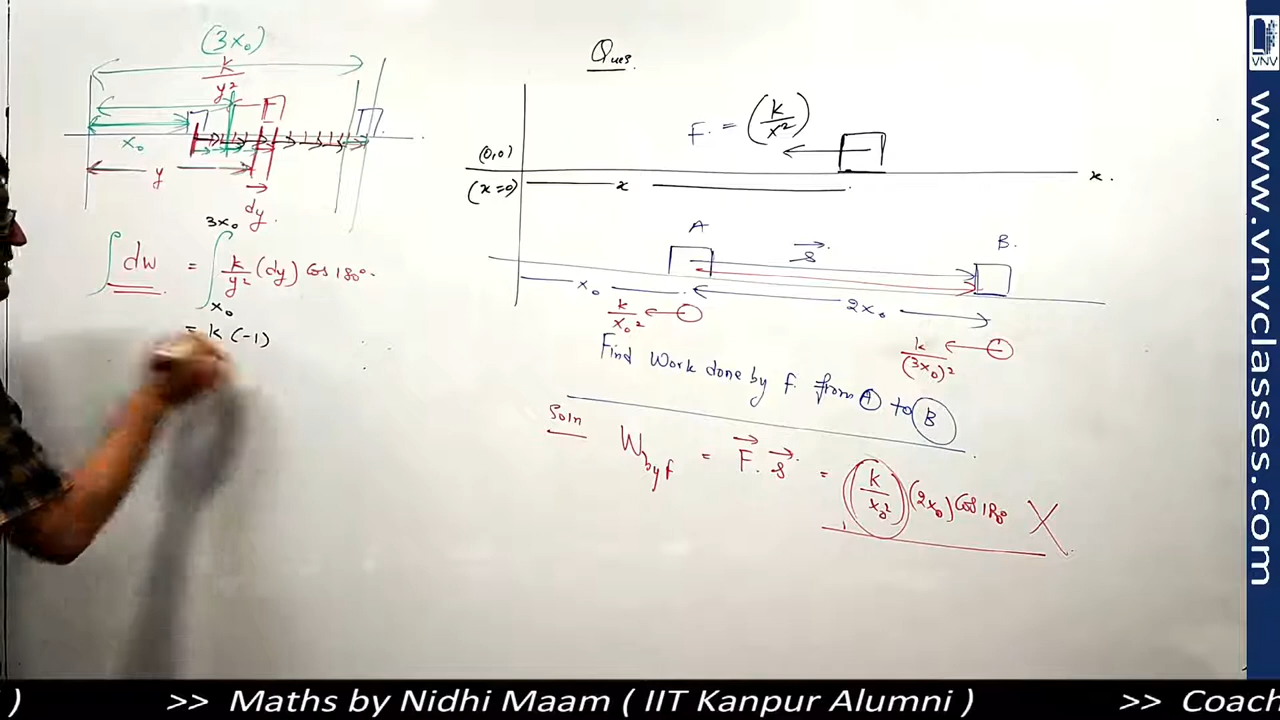 (3x₀)
k/y²
x₀
y
dy
∫dw = ∫ k/y² (dy) Cos 180°
3x₀
x₀
= k (-1)
Ques.
F = (k/x²)
(0,0)
(x=0)
x
x.
A
B.
s
x₀
2x₀
k/x₀²
k/(3x₀)²
Find Work done by F. from A to B
Soln
W by F = F. s = (k/x₀²) (2x₀) Cos 180° X
VNV
www.vnvclasses.com
) >> Maths by Nidhi Maam ( IIT Kanpur Alumni ) >> Coach